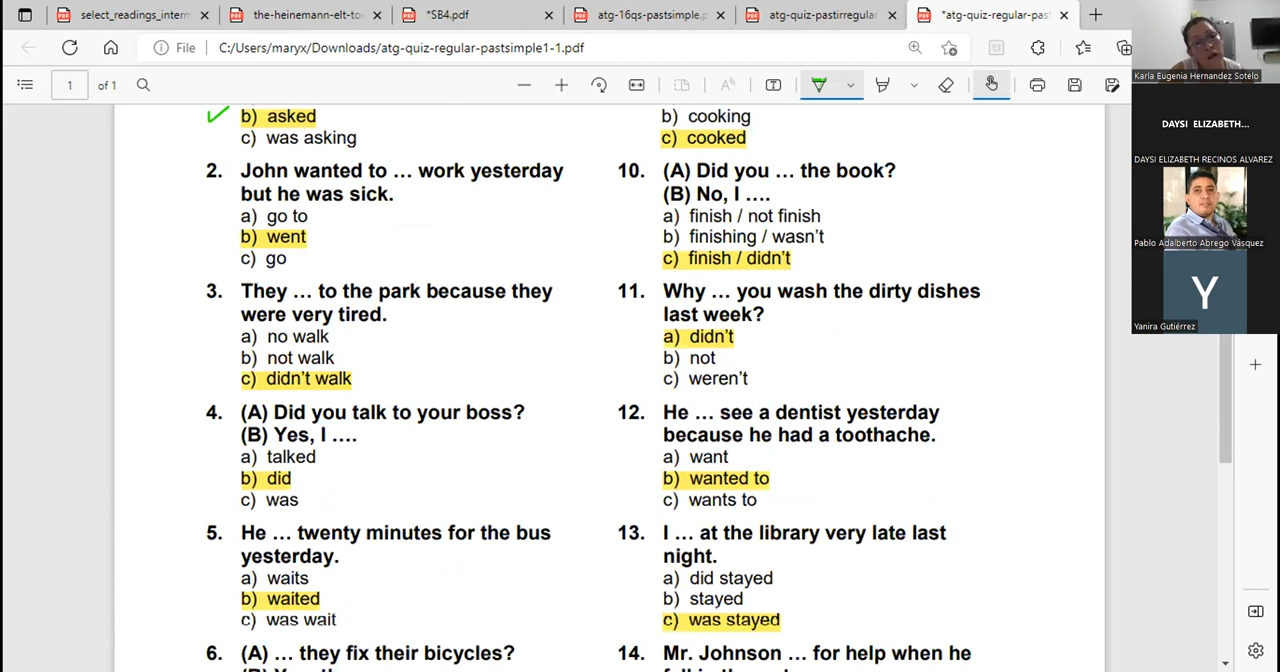 select_readings_interm
the-heinemann-elt-to
*SB4.pdf
atg-16qs-pastsimple.p
atg-quiz-pastirregular
*atg-quiz-regular-pas
File
C:/Users/maryx/Downloads/atg-quiz-regular-pastsimple1-1.pdf
1 of 1
b) asked
c) was asking
2. John wanted to … work yesterday
but he was sick.
a) go to
b) went
c) go
3. They … to the park because they
were very tired.
a) no walk
b) not walk
c) didn’t walk
4. (A) Did you talk to your boss?
(B) Yes, I ….
a) talked
b) did
c) was
5. He … twenty minutes for the bus
yesterday.
a) waits
b) waited
c) was wait
6. (A) … they fix their bicycles?
b) cooking
c) cooked
10. (A) Did you … the book?
(B) No, I ….
a) finish / not finish
b) finishing / wasn’t
c) finish / didn’t
11. Why … you wash the dirty dishes
last week?
a) didn’t
b) not
c) weren’t
12. He … see a dentist yesterday
because he had a toothache.
a) want
b) wanted to
c) wants to
13. I … at the library very late last
night.
a) did stayed
b) stayed
c) was stayed
14. Mr. Johnson … for help when he
Karla Eugenia Hernandez Sotelo
DAYSI ELIZABETH...
DAYSI ELIZABETH RECINOS ALVAREZ
Pablo Adalberto Abrego Vásquez
Y
Yanira Gutiérrez